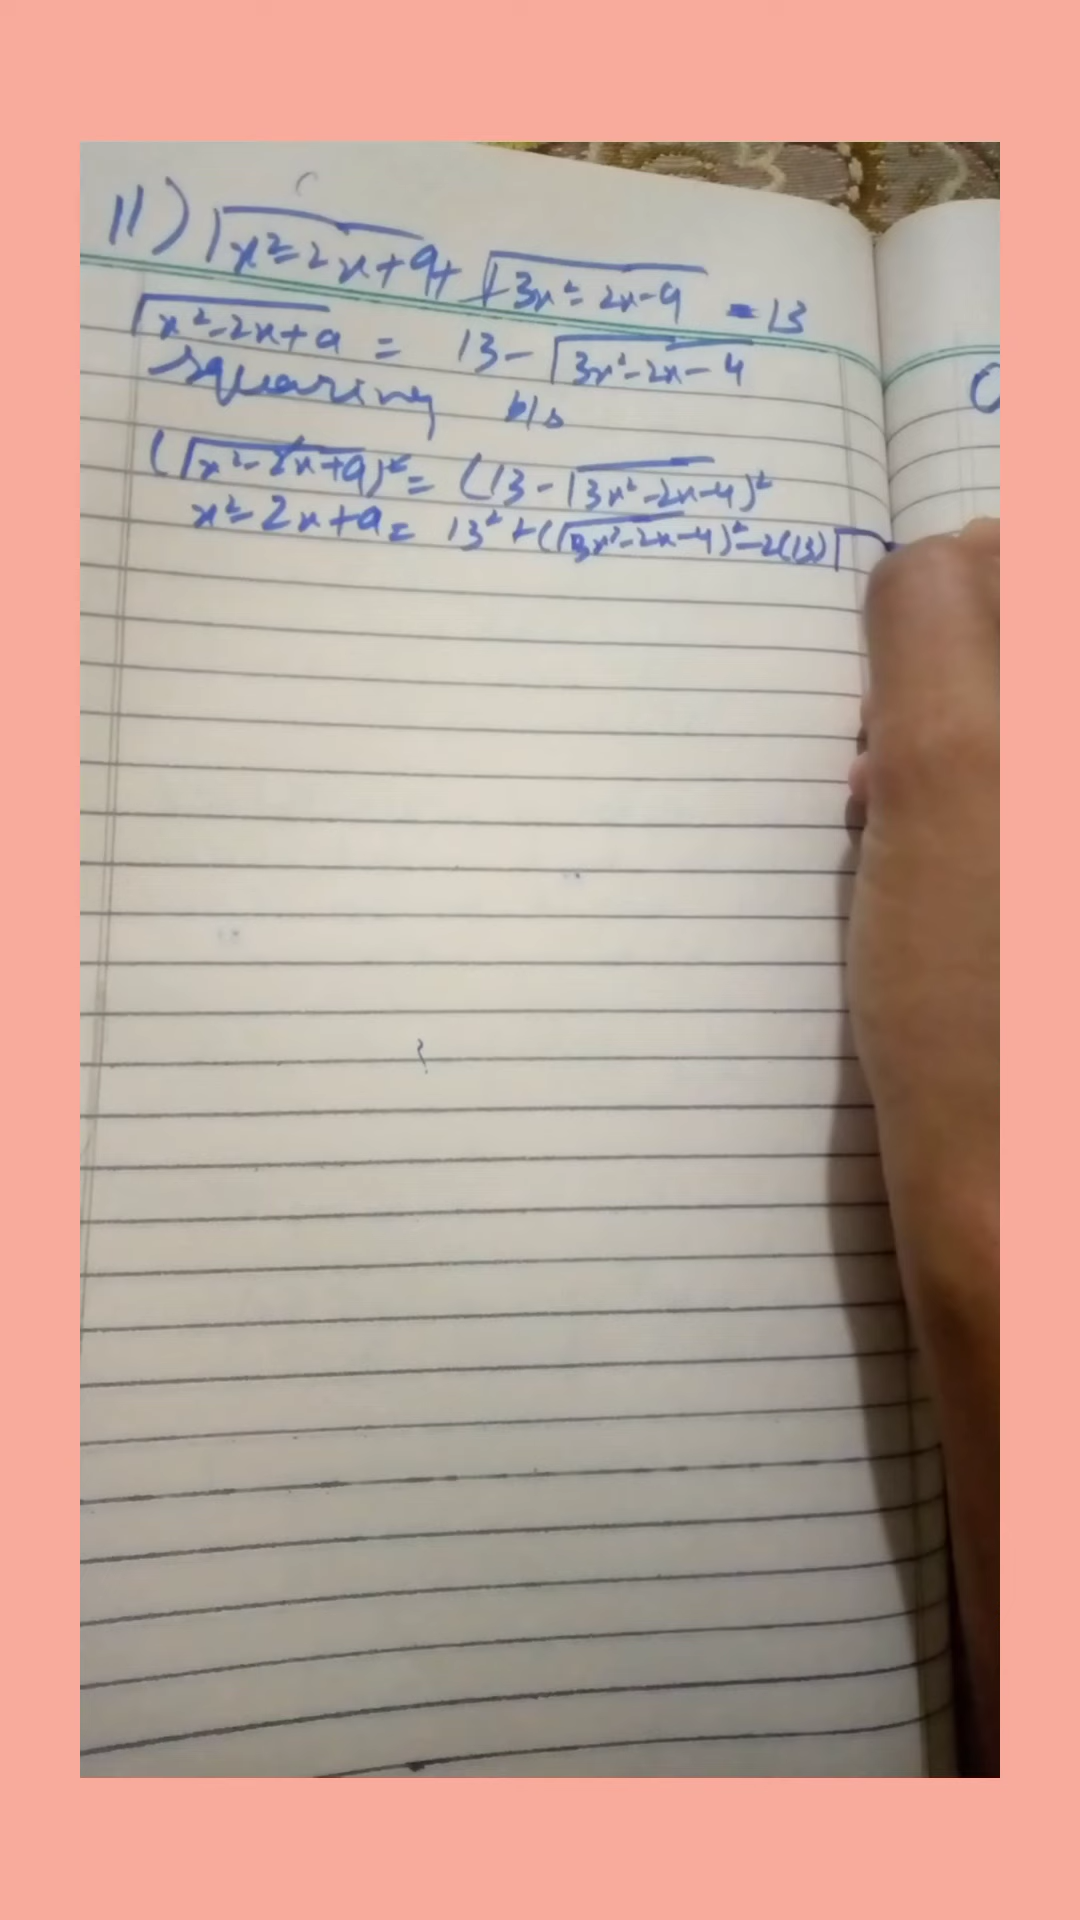 11) √x²-2x+9 + √3x²-2x-9 = 13
√x²-2x+9 = 13 - √3x²-2x-4
squaring b/s
(√x²-2x+9)² = (13 - √3x²-2x-4)²
x²-2x+9 = 13² + (√3x²-2x-4)² - 2(13)√